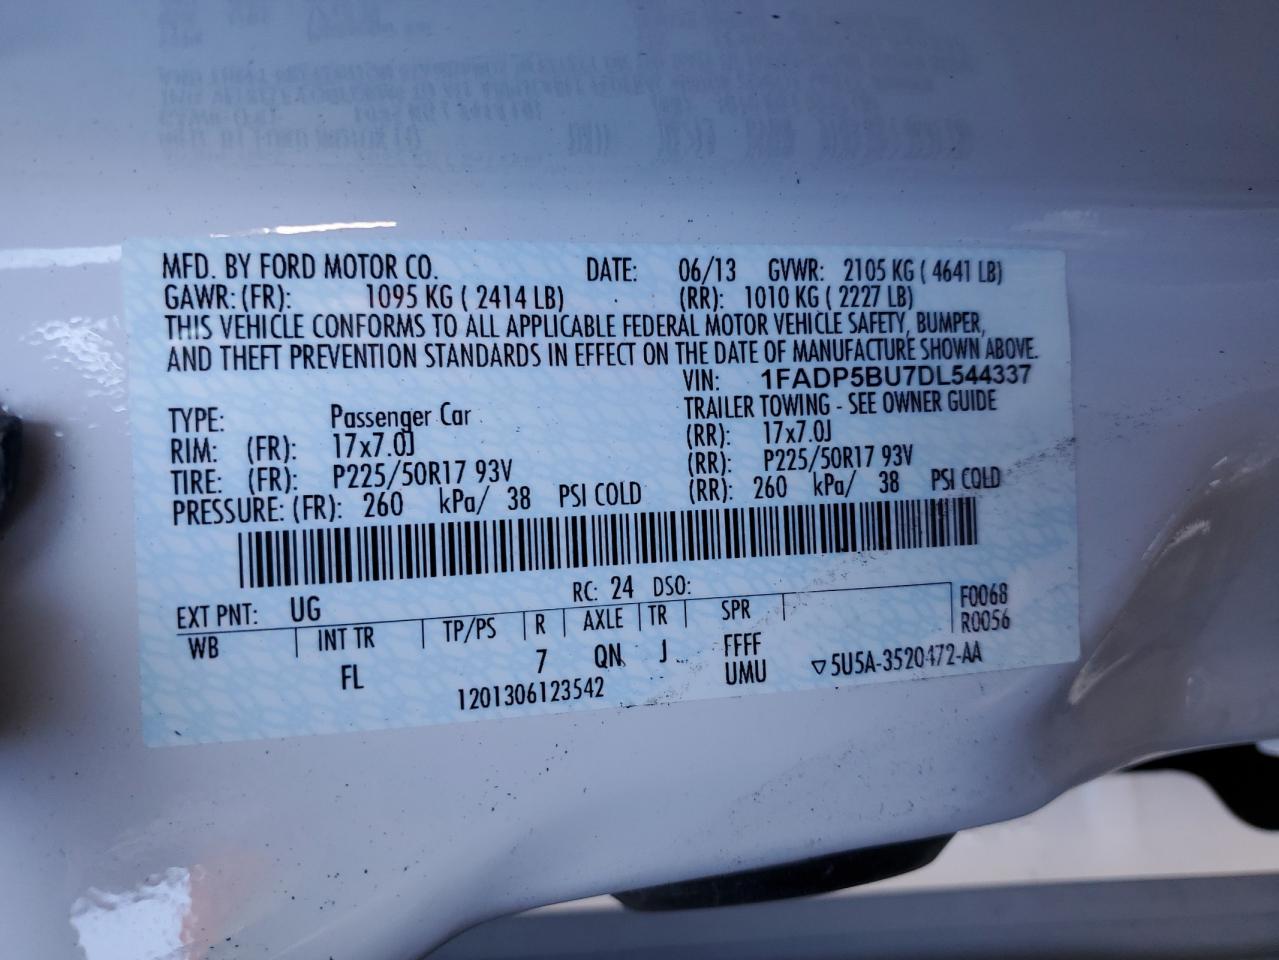 MFD. BY FORD MOTOR CO. DATE: 06/13 GVWR: 2105 KG ( 4641 LB)
GAWR: (FR): 1095 KG ( 2414 LB) (RR): 1010 KG ( 2227 LB)
THIS VEHICLE CONFORMS TO ALL APPLICABLE FEDERAL MOTOR VEHICLE SAFETY, BUMPER,
AND THEFT PREVENTION STANDARDS IN EFFECT ON THE DATE OF MANUFACTURE SHOWN ABOVE.
VIN: 1FADP5BU7DL544337
TYPE: Passenger Car TRAILER TOWING - SEE OWNER GUIDE
RIM: (FR): 17x7.0J (RR): 17x7.0J
TIRE: (FR): P225/50R17 93V (RR): P225/50R17 93V
PRESSURE: (FR): 260 kPa/ 38 PSI COLD (RR): 260 kPa/ 38 PSI COLD
EXT PNT: UG RC: 24 DSO: F0068
WB INT TR TP/PS R AXLE TR SPR R0056
FL 7 QN J FFFF
UMU ▽5U5A-3520472-AA
1201306123542